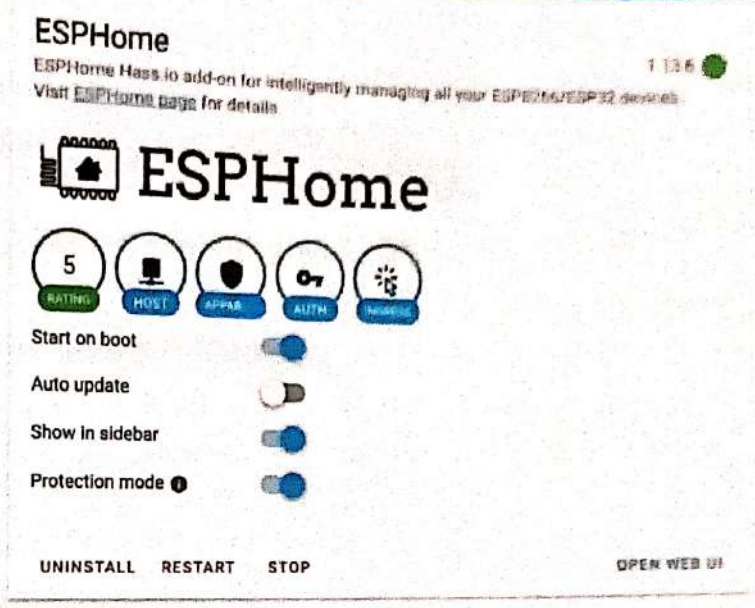 ESPHome
1.13.6
ESPHome Hass.io add-on for intelligently managing all your ESP8266/ESP32 devices.
Visit ESPHome page for details
ESPHome
5
RATING HOST APPAR... AUTH INGRESS
Start on boot
Auto update
Show in sidebar
Protection mode
UNINSTALL RESTART STOP OPEN WEB UI